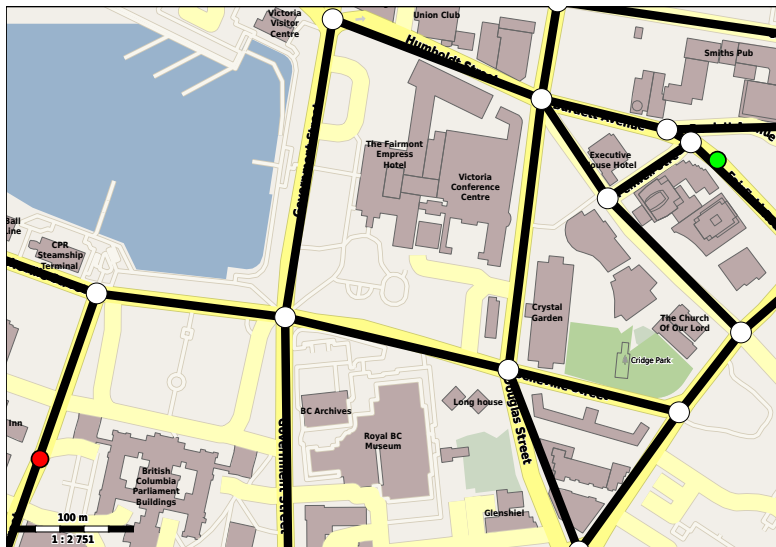 Victoria
Visitor
Centre
Union Club
Humboldt Street
Smiths Pub
Burdett Avenue
The Fairmont
Empress
Hotel
Executive
House Hotel
Victoria
Conference
Centre
Government Street
Ball
Line
CPR
Steamship
Terminal
Crystal
Garden
The Church
Of Our Lord
Cridge Park
Belleville Street
Douglas Street
Long house
BC Archives
Royal BC
Museum
Inn
British
Columbia
Parliament
Buildings
Government Street
Glenshiel
100 m
1 : 2 751